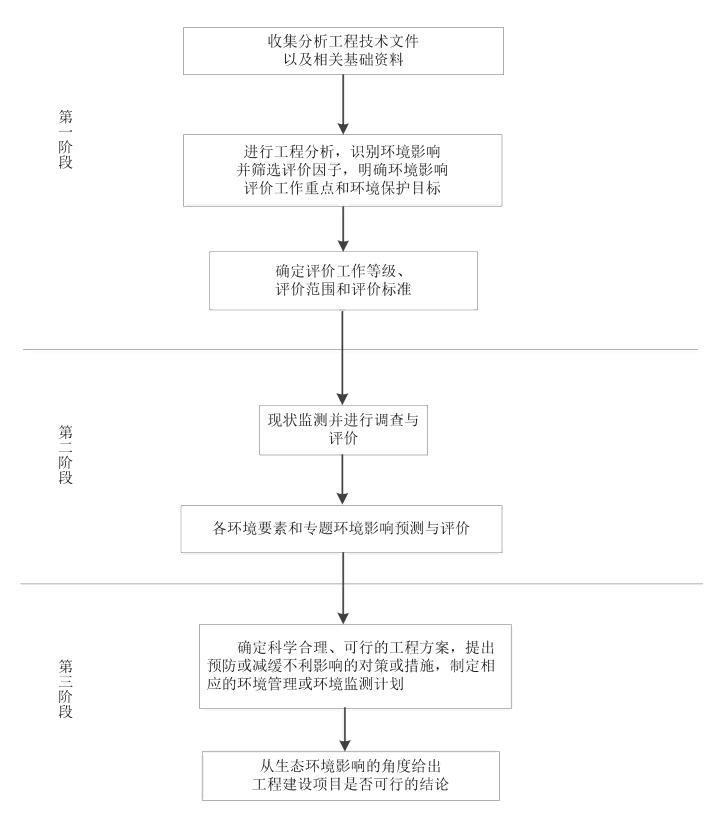 收集分析工程技术文件
以及相关基础资料
第一阶段
进行工程分析，识别环境影响
并筛选评价因子，明确环境影响
评价工作重点和环境保护目标
确定评价工作等级、
评价范围和评价标准
现状监测并进行调查与
评价
第二阶段
各环境要素和专题环境影响预测与评价
确定科学合理、可行的工程方案，提出
预防或减缓不利影响的对策或措施，制定相
应的环境管理或环境监测计划
第三阶段
从生态环境影响的角度给出
工程建设项目是否可行的结论